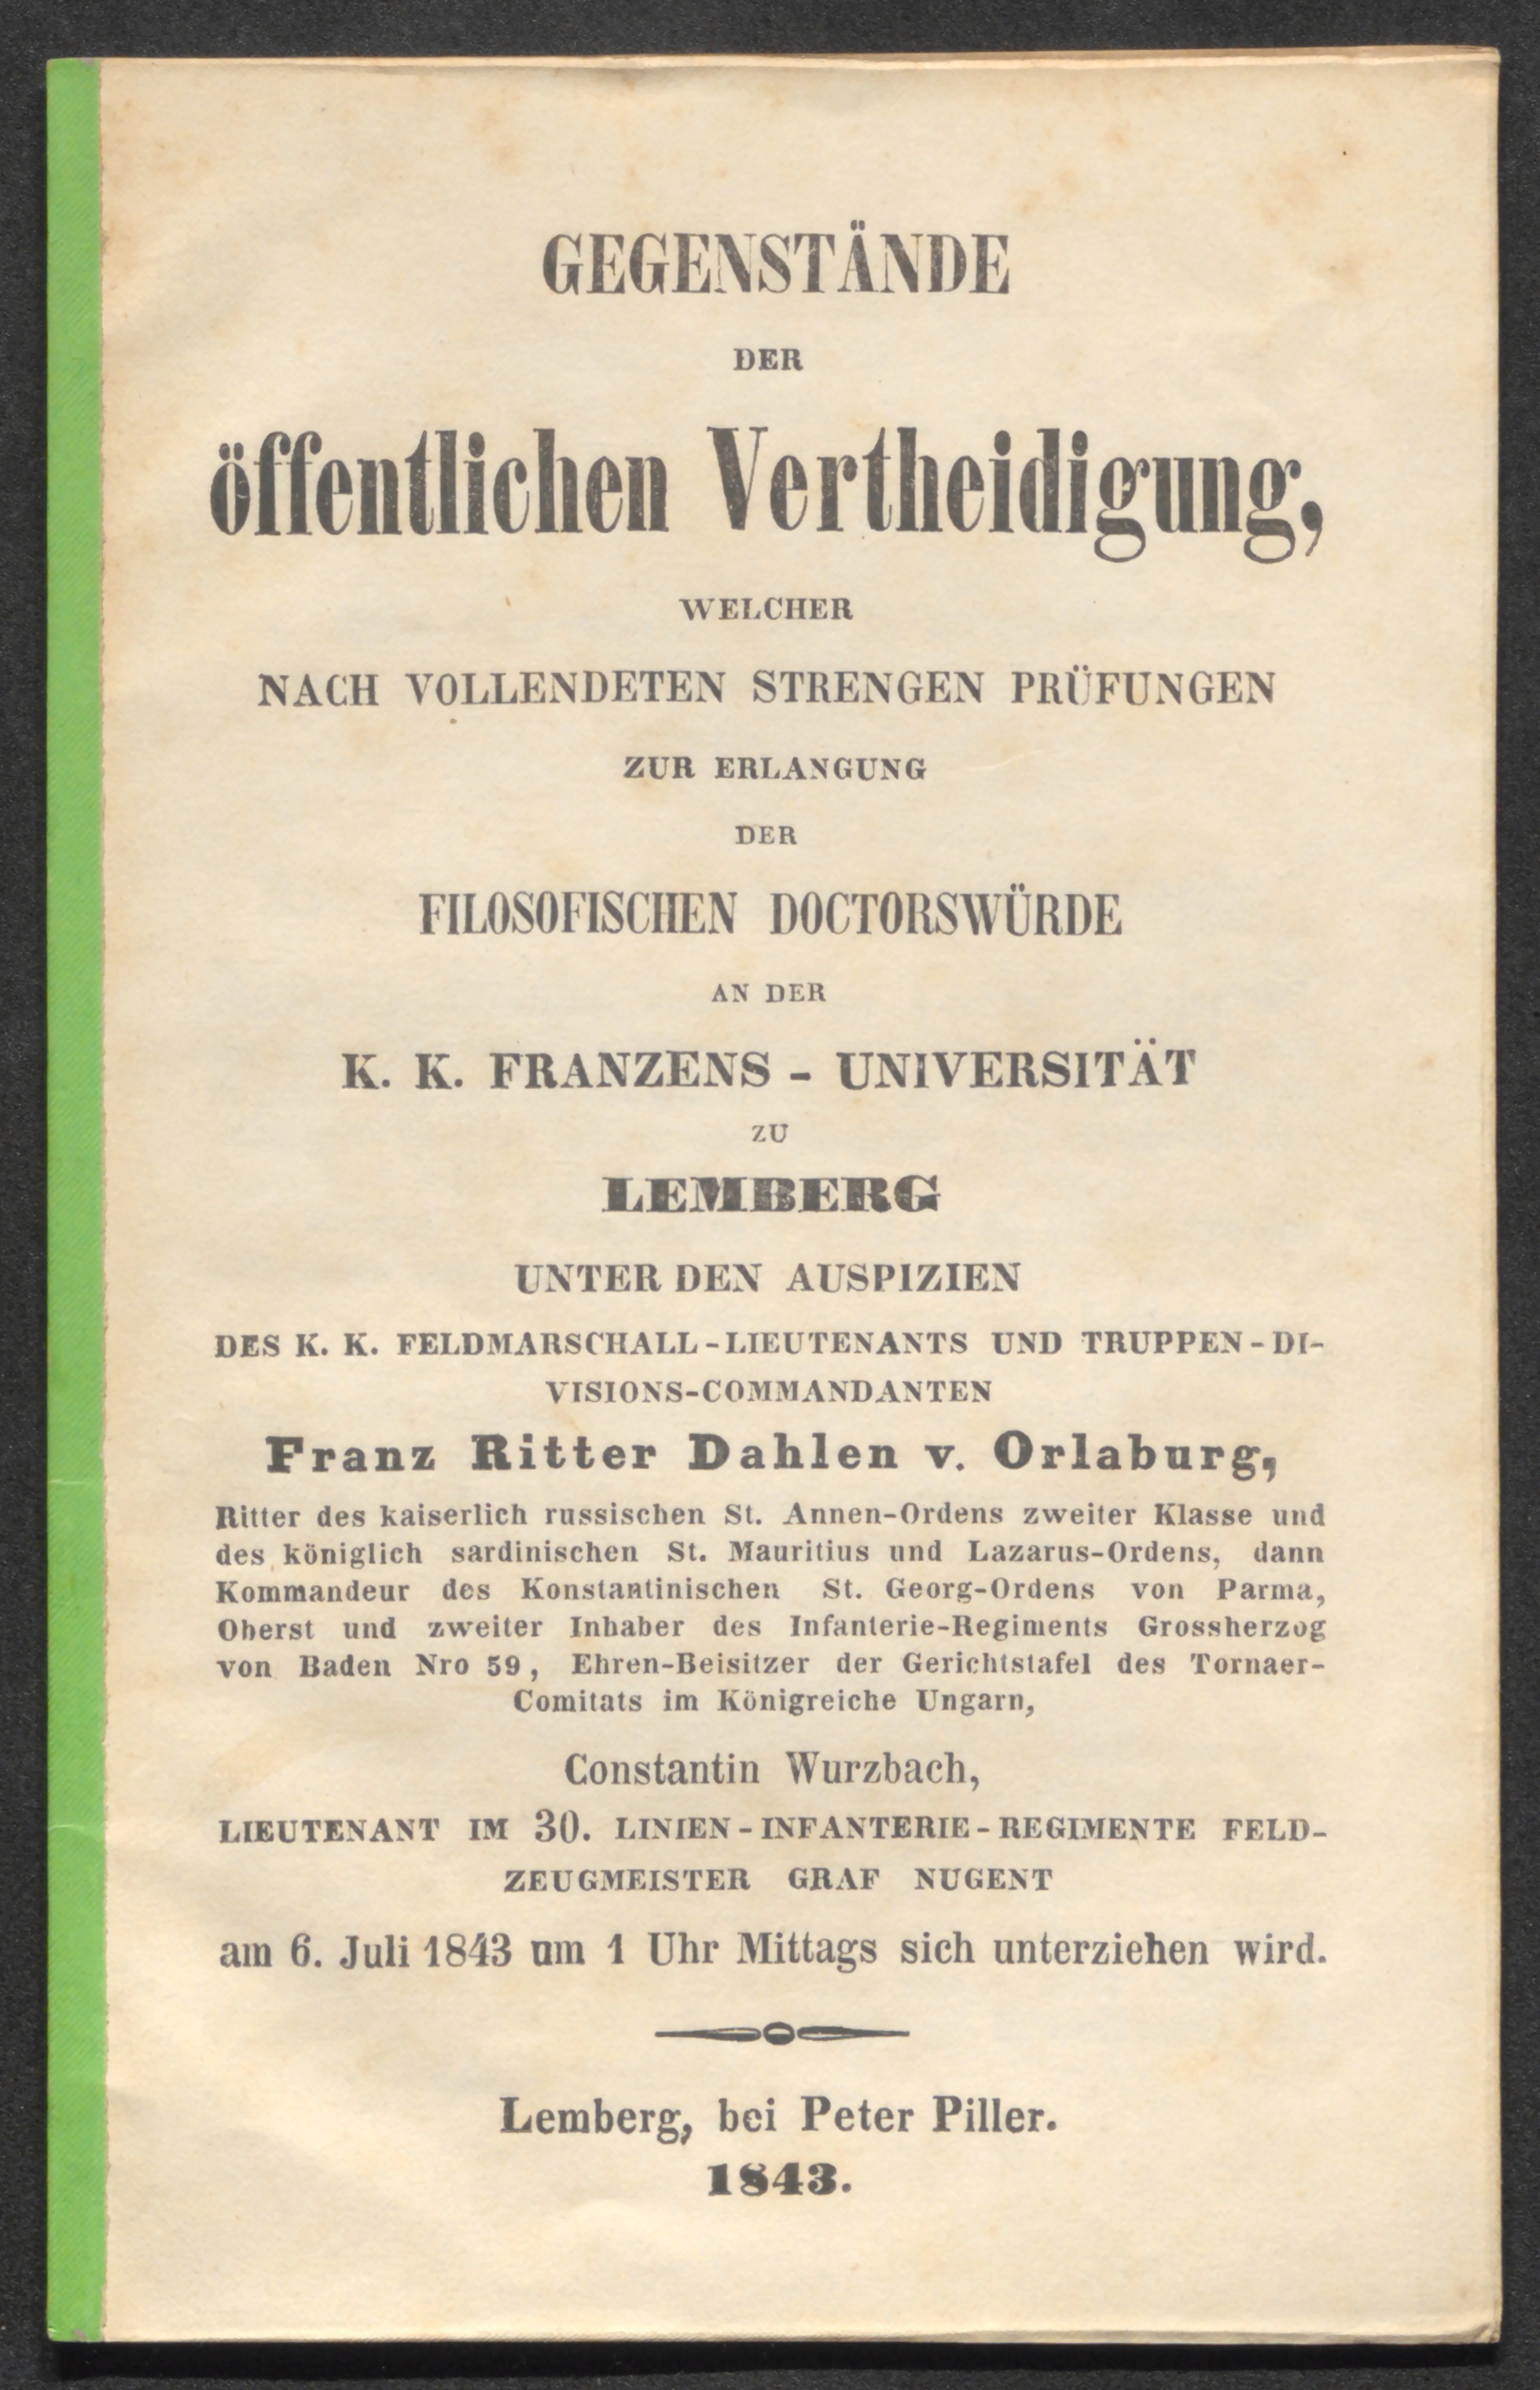 GEGENSTÄNDE
DER
öffentlichen Vertheidigung,
WELCHER
NACH VOLLENDETEN STRENGEN PRÜFUNGEN
ZUR ERLANGUNG
DER
FILOSOFISCHEN DOCTORSWÜRDE
AN DER
K. K. FRANZENS - UNIVERSITÄT
ZU
LEMBERG
UNTER DEN AUSPIZIEN
DES K. K. FELDMARSCHALL-LIEUTENANTS UND TRUPPEN-DI-
VISIONS-COMMANDANTEN
Franz Ritter Dahlen v. Orlaburg,
Ritter des kaiserlich russischen St. Annen-Ordens zweiter Klasse und
des königlich sardinischen St. Mauritius und Lazarus-Ordens, dann
Kommandeur des Konstantinischen St. Georg-Ordens von Parma,
Oberst und zweiter Inhaber des Infanterie-Regiments Grossherzog
von Baden Nro 59, Ehren-Beisitzer der Gerichtstafel des Tornaer-
Comitats im Königreiche Ungarn,
Constantin Wurzbach,
LIEUTENANT IM 30. LINIEN-INFANTERIE-REGIMENTE FELD-
ZEUGMEISTER GRAF NUGENT
am 6. Juli 1843 um 1 Uhr Mittags sich unterziehen wird.
Lemberg, bei Peter Piller.
1843.